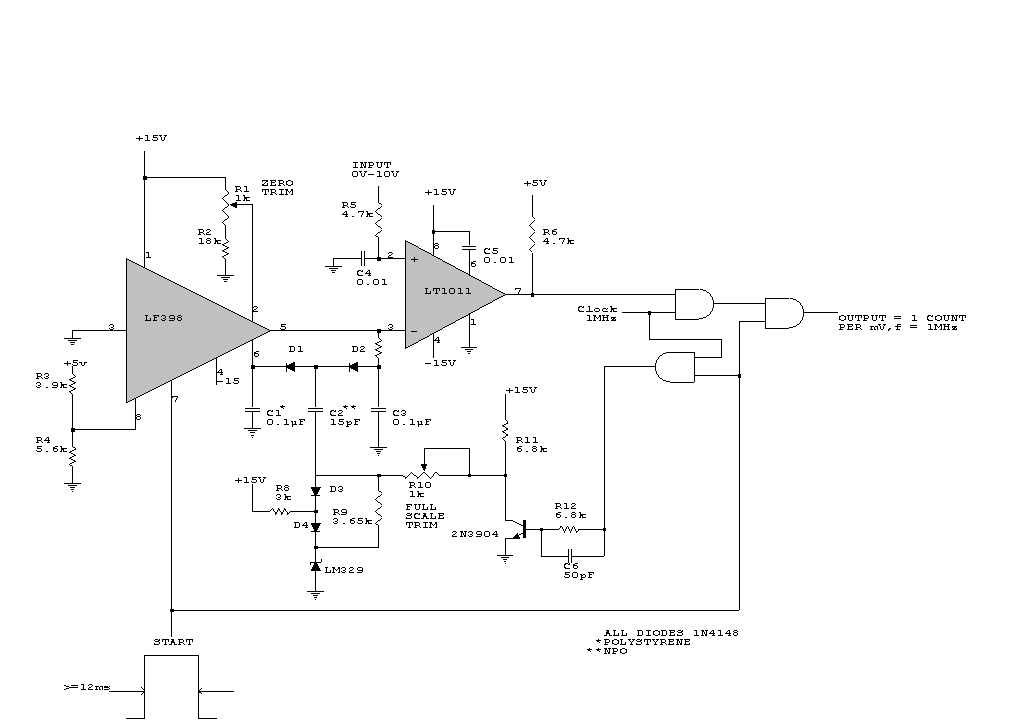 +15V
R1
1k
ZERO
TRIM
R2
18k
1
2
LF398
3
5
6
4
-15
7
8
+5v
R3
3.9k
R4
5.6k
INPUT
0V-10V
R5
4.7k
C4
0.01
+15V
8
C5
0.01
6
2
+
LT1011
7
3
-
1
4
-15V
+5V
R6
4.7k
Clock
1MHz
OUTPUT = 1 COUNT
PER mV,f = 1MHz
D1
D2
C1*
0.1µF
C2**
15pF
C3
0.1µF
+15V
R8
3k
D3
D4
R9
3.65k
LM329
R10
1k
FULL
SCALE
TRIM
+15V
R11
6.8k
2N3904
R12
6.8k
C6
50pF
START
>=12ms
ALL DIODES 1N4148
*POLYSTYRENE
**NPO